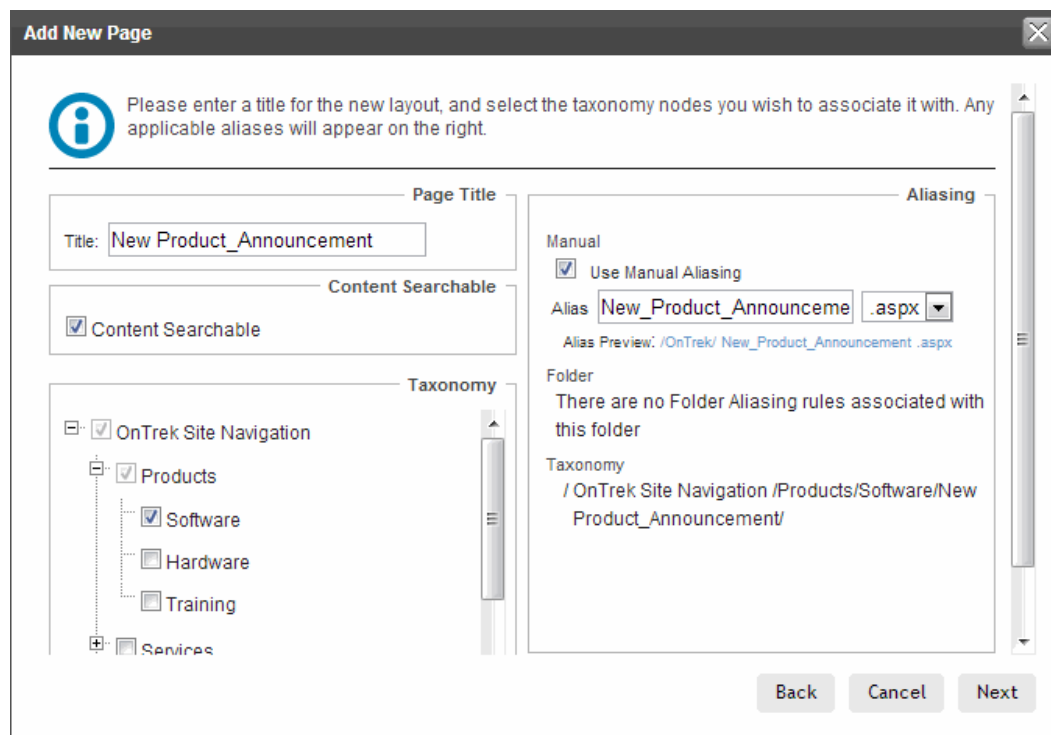 Add New Page
Please enter a title for the new layout, and select the taxonomy nodes you wish to associate it with. Any
applicable aliases will appear on the right.
Page Title
Title: New Product_Announcement
Content Searchable
Content Searchable
Taxonomy
OnTrek Site Navigation
Products
Software
Hardware
Training
Services
Aliasing
Manual
Use Manual Aliasing
Alias New_Product_Announceme .aspx
Alias Preview: /OnTrek/ New_Product_Announcement .aspx
Folder
There are no Folder Aliasing rules associated with
this folder
Taxonomy
/ OnTrek Site Navigation /Products/Software/New
Product_Announcement/
Back Cancel Next